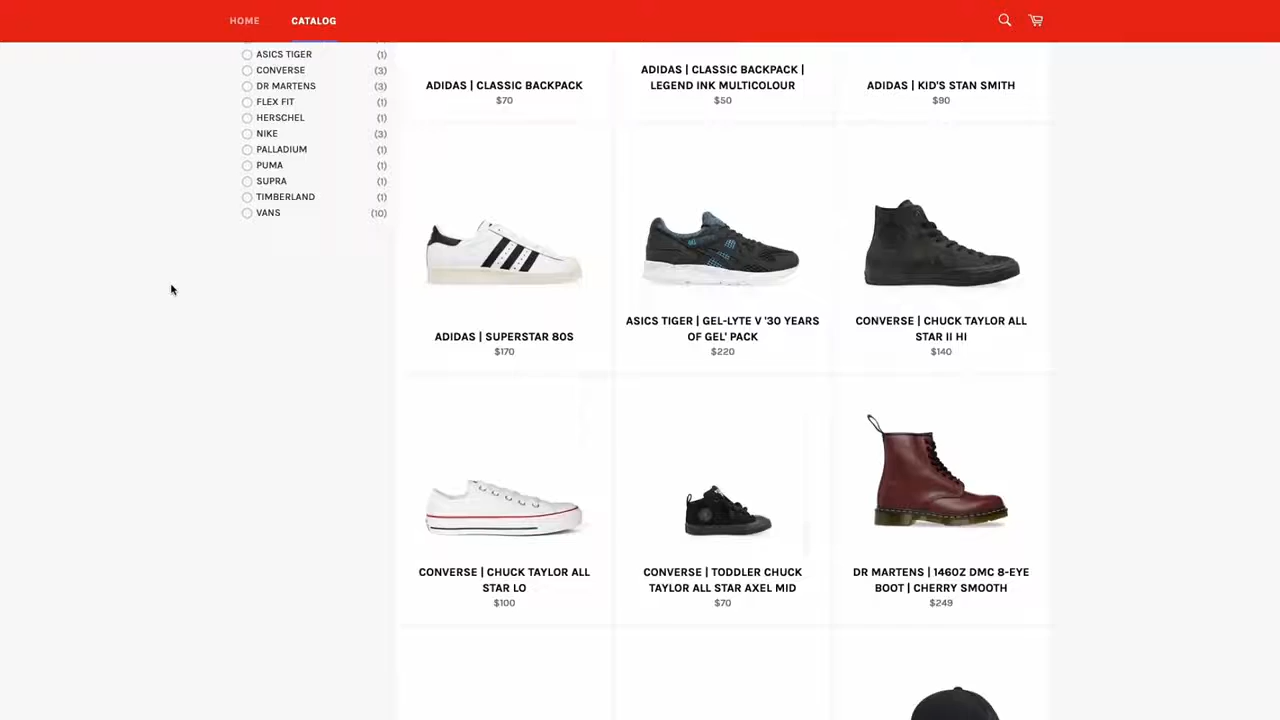 HOME
CATALOG
ASICS TIGER (1)
CONVERSE (3)
DR MARTENS (3)
FLEX FIT (1)
HERSCHEL (1)
NIKE (3)
PALLADIUM (1)
PUMA (1)
SUPRA (1)
TIMBERLAND (1)
VANS (10)
ADIDAS | CLASSIC BACKPACK
$70
ADIDAS | CLASSIC BACKPACK |
LEGEND INK MULTICOLOUR
$50
ADIDAS | KID'S STAN SMITH
$90
ADIDAS | SUPERSTAR 80S
$170
ASICS TIGER | GEL-LYTE V '30 YEARS
OF GEL' PACK
$220
CONVERSE | CHUCK TAYLOR ALL
STAR II HI
$140
CONVERSE | CHUCK TAYLOR ALL
STAR LO
$100
CONVERSE | TODDLER CHUCK
TAYLOR ALL STAR AXEL MID
$70
DR MARTENS | 1460Z DMC 8-EYE
BOOT | CHERRY SMOOTH
$249